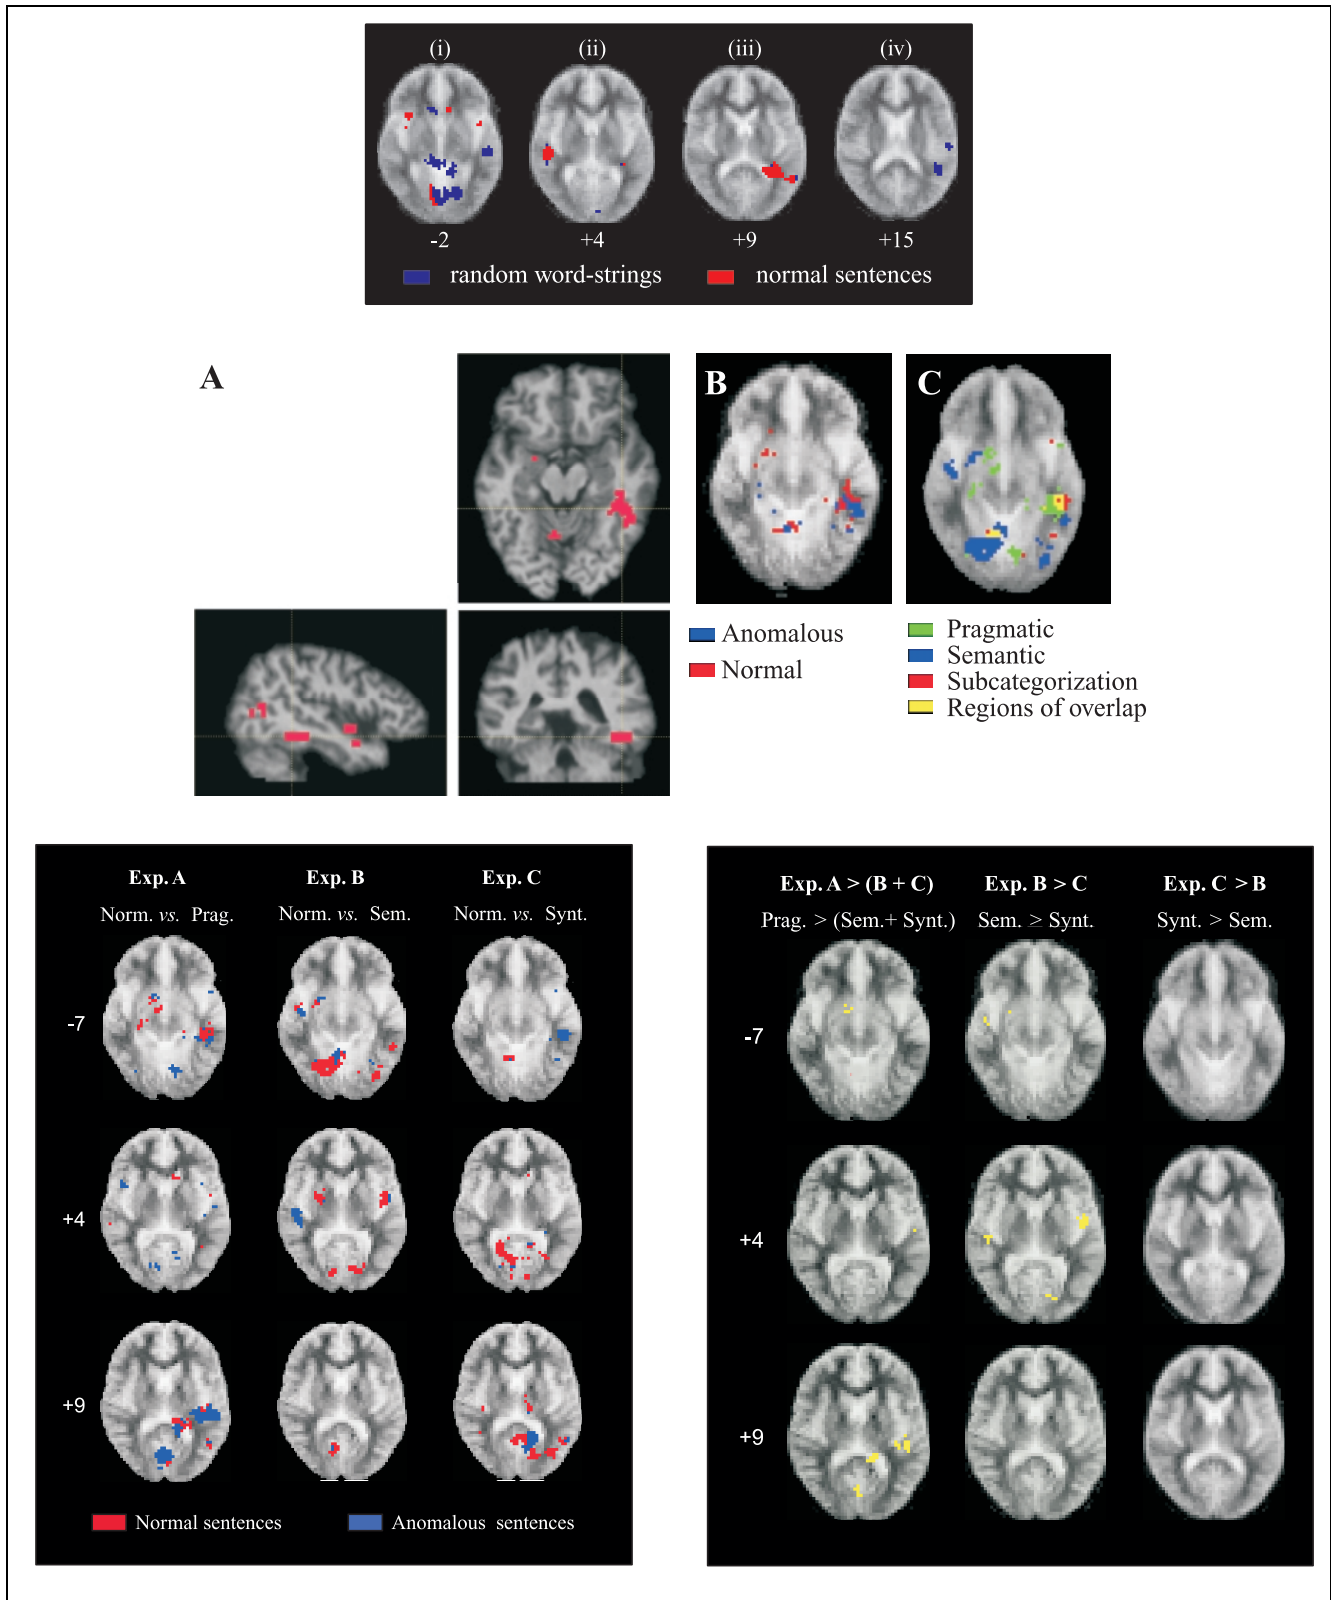 (i) (ii) (iii) (iv)
-2 +4 +9 +15
random word-strings normal sentences
A
B
C
Anomalous
Normal
Pragmatic
Semantic
Subcategorization
Regions of overlap
Exp. A Exp. B Exp. C
Norm. vs. Prag. Norm. vs. Sem. Norm. vs. Synt.
-7
+4
+9
Normal sentences Anomalous sentences
Exp. A > (B + C) Exp. B > C Exp. C > B
Prag. > (Sem.+ Synt.) Sem. ≥ Synt. Synt. > Sem.
-7
+4
+9